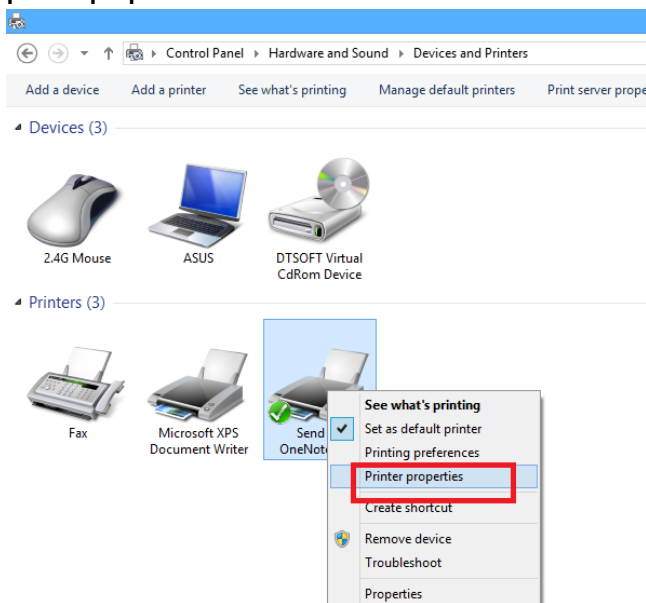 Control Panel ▸ Hardware and Sound ▸ Devices and Printers
Add a device Add a printer See what's printing Manage default printers Print server prope
Devices (3)
2.4G Mouse
ASUS
DTSOFT Virtual
CdRom Device
Printers (3)
Fax
Microsoft XPS
Document Writer
Send
OneNot
See what's printing
Set as default printer
Printing preferences
Printer properties
Create shortcut
Remove device
Troubleshoot
Properties